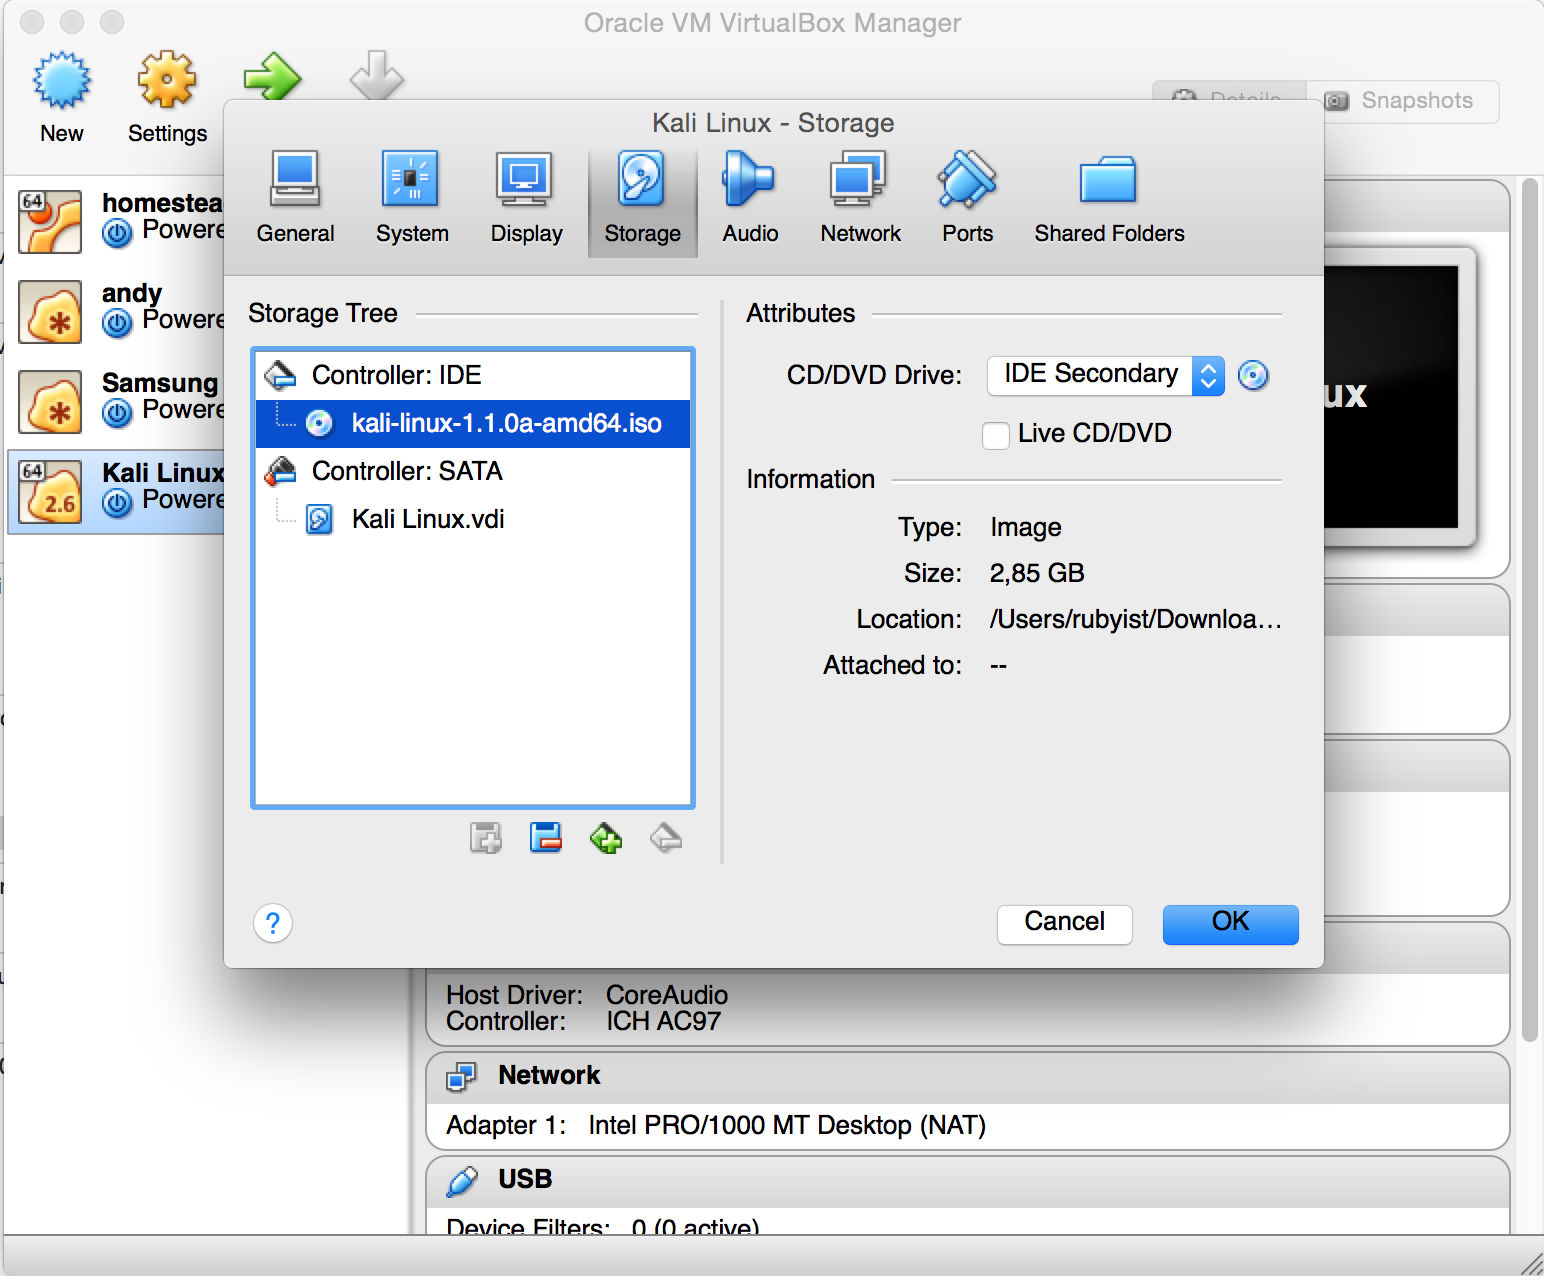 Oracle VM VirtualBox Manager
New
Settings
Details
Snapshots
Kali Linux - Storage
General
System
Display
Storage
Audio
Network
Ports
Shared Folders
64
homestea
Powere
andy
Powere
Samsung
Powere
64
2.6
Kali Linux
Powere
Storage Tree
Controller: IDE
kali-linux-1.1.0a-amd64.iso
Controller: SATA
Kali Linux.vdi
Attributes
CD/DVD Drive: IDE Secondary
Live CD/DVD
Information
Type: Image
Size: 2,85 GB
Location: /Users/rubyist/Downloa...
Attached to: --
ux
?
Cancel
OK
Host Driver: CoreAudio
Controller: ICH AC97
Network
Adapter 1: Intel PRO/1000 MT Desktop (NAT)
USB
Device Filters: 0 (0 active)